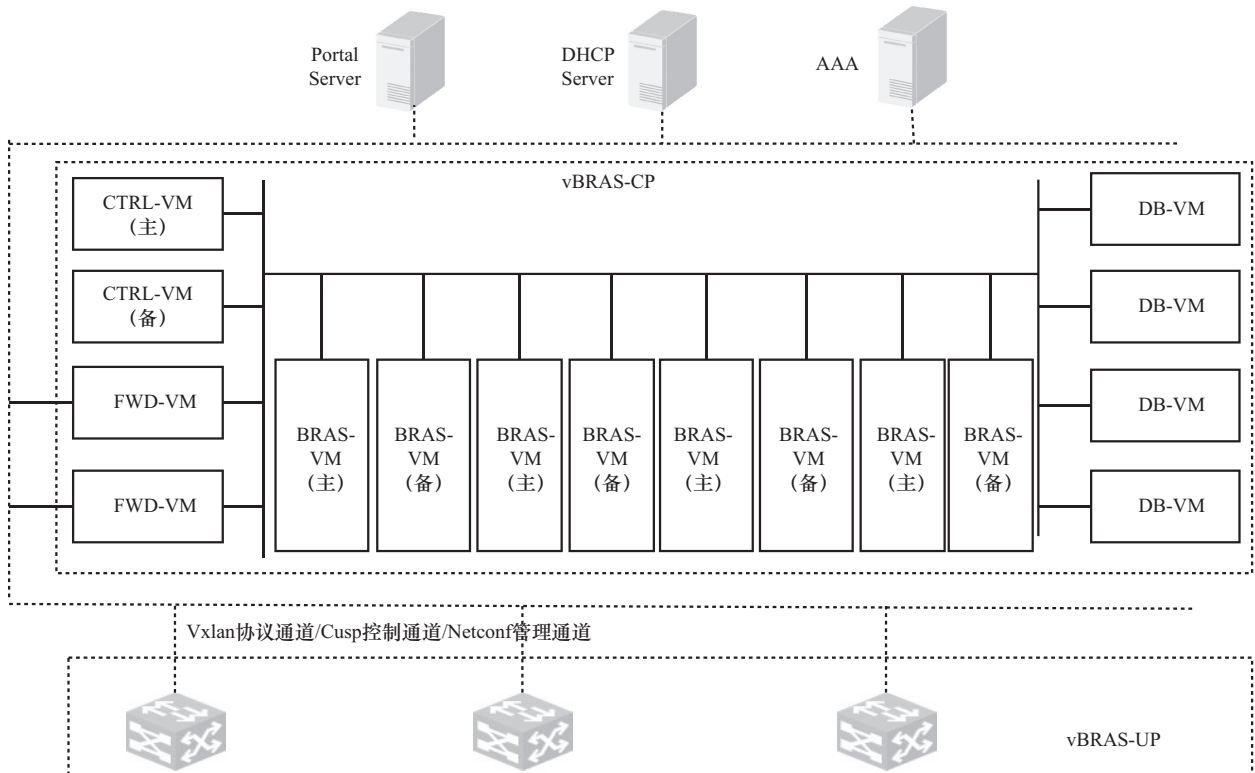 Portal
Server
DHCP
Server
AAA
vBRAS-CP
CTRL-VM
（主）
CTRL-VM
（备）
FWD-VM
FWD-VM
BRAS-
VM
（主）
BRAS-
VM
（备）
BRAS-
VM
（主）
BRAS-
VM
（备）
BRAS-
VM
（主）
BRAS-
VM
（备）
BRAS-
VM
（主）
BRAS-
VM
（备）
DB-VM
DB-VM
DB-VM
DB-VM
Vxlan协议通道/Cusp控制通道/Netconf管理通道
vBRAS-UP